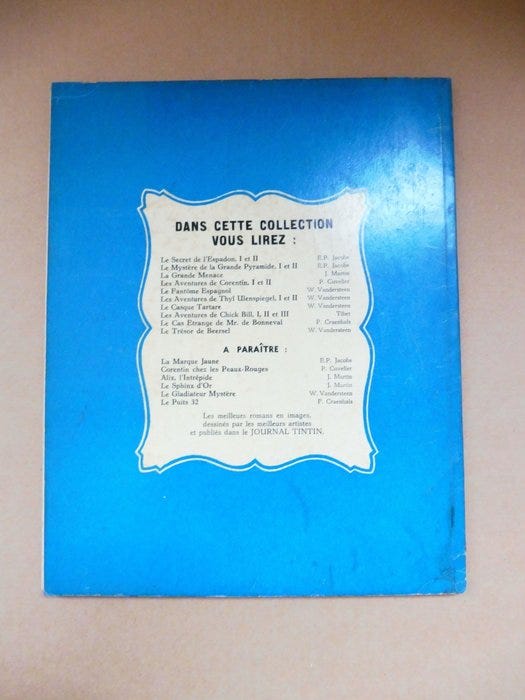 DANS CETTE COLLECTION
VOUS LIREZ :
Le Secret de l'Espadon, I et II E.P. Jacobs
Le Mystère de la Grande Pyramide, I et II E.P. Jacobs
La Grande Menace J. Martin
Les Aventures de Corentin, I et II P. Cuvelier
Le Fantôme Espagnol W. Vandersteen
Les Aventures de Thyl Ulenspiegel, I et II W. Vandersteen
Le Casque Tartare W. Vandersteen
Les Aventures de Chick Bill, I, II et III Tibet
Le Cas Etrange de Mr. de Bonneval F. Craenhals
Le Trésor de Beersel W. Vandersteen
A PARAÎTRE :
La Marque Jaune E.P. Jacobs
Corentin chez les Peaux-Rouges P. Cuvelier
Alix, l'Intrépide J. Martin
Le Sphinx d'Or J. Martin
Le Gladiateur Mystère W. Vandersteen
Le Puits 32 F. Craenhals
Les meilleurs romans en images,
dessinés par les meilleurs artistes
et publiés dans le JOURNAL TINTIN.